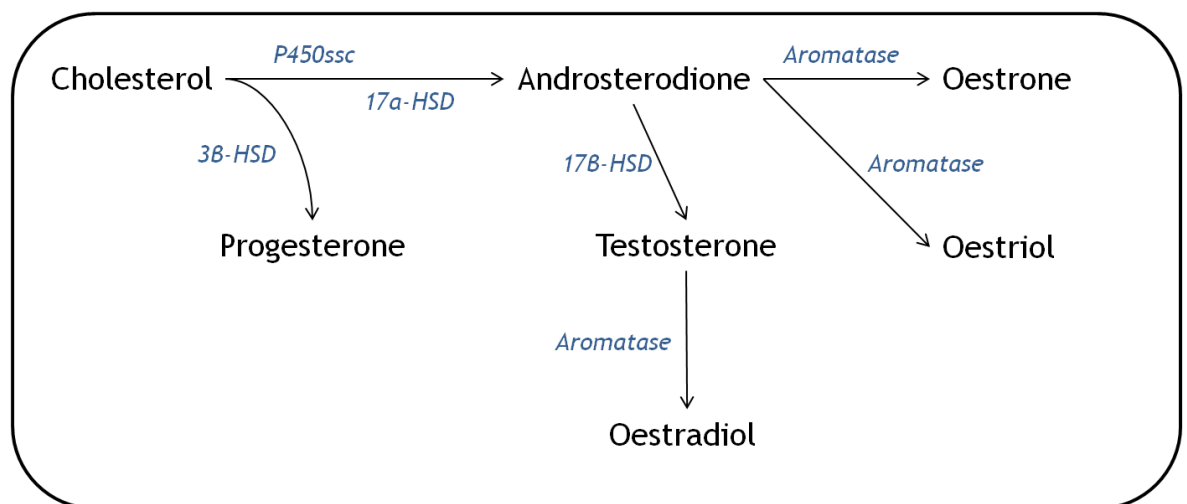 P450ssc
Aromatase
Cholesterol
Androsterodione
Oestrone
17a-HSD
3B-HSD
17B-HSD
Aromatase
Progesterone
Testosterone
Oestriol
Aromatase
Oestradiol